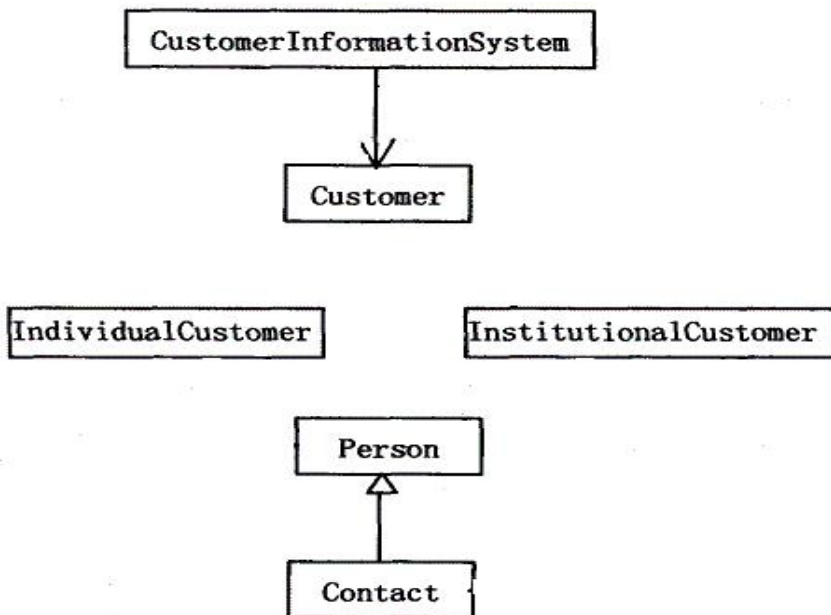 CustomerInformationSystem
Customer
IndividualCustomer
InstitutionalCustomer
Person
Contact